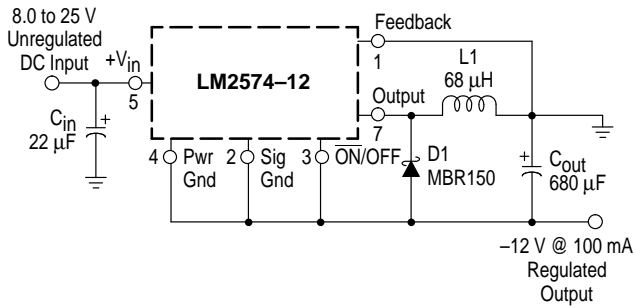 8.0 to 25 V
Unregulated
DC Input
+Vin
5
Cin
22 μF
+
LM2574–12
Feedback
1
L1
68 μH
Output
7
4 Pwr
Gnd
2 Sig
Gnd
3 ON/OFF
D1
MBR150
+
Cout
680 μF
–12 V @ 100 mA
Regulated
Output